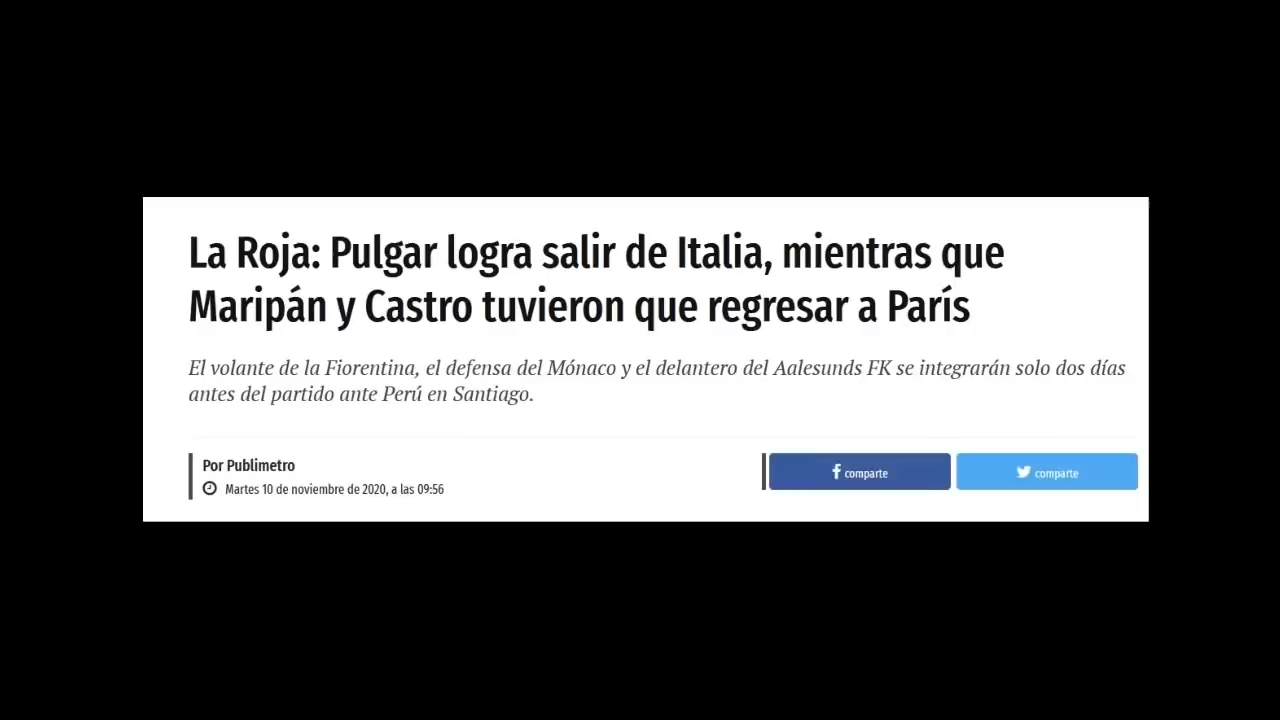 La Roja: Pulgar logra salir de Italia, mientras que
Maripán y Castro tuvieron que regresar a París
El volante de la Fiorentina, el defensa del Mónaco y el delantero del Aalesunds FK se integrarán solo dos días
antes del partido ante Perú en Santiago.
Por Publimetro
Martes 10 de noviembre de 2020, a las 09:56
comparte
comparte